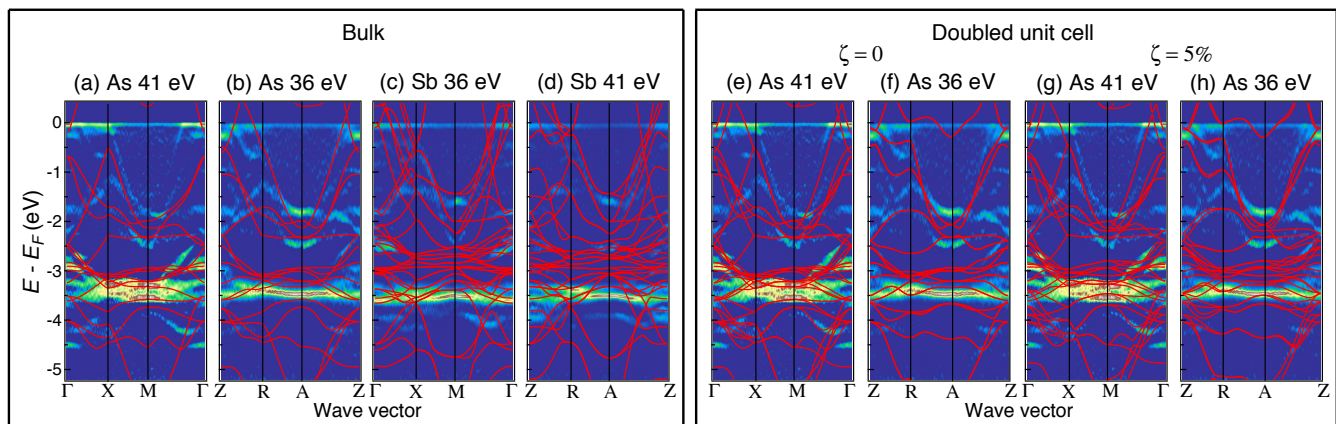 Bulk
(a) As 41 eV (b) As 36 eV (c) Sb 36 eV (d) Sb 41 eV
E - E_F (eV)
0
-1
-2
-3
-4
-5
Γ X M Γ Z R A Z Γ X M Γ Z R A Z
Wave vector
Doubled unit cell
ζ = 0 ζ = 5%
(e) As 41 eV (f) As 36 eV (g) As 41 eV (h) As 36 eV
Γ X M Γ Z R A Z Γ X M Γ Z R A Z
Wave vector